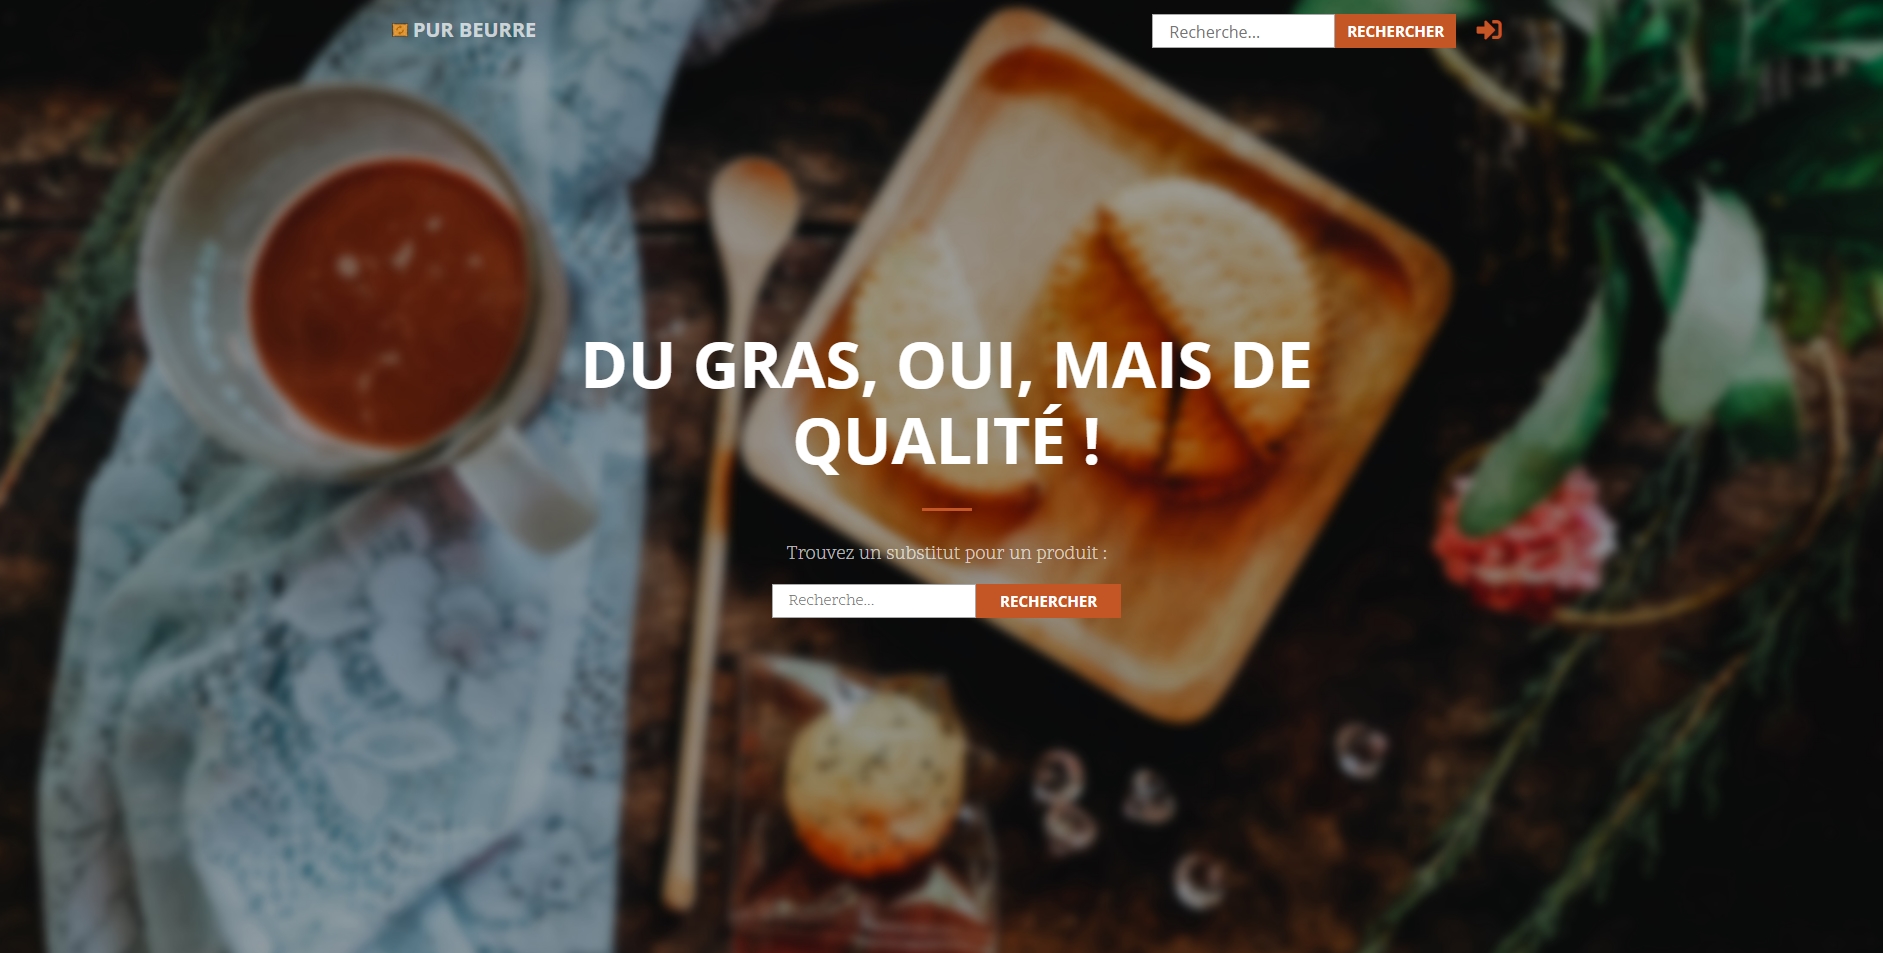 PUR BEURRE
Recherche...
RECHERCHER
DU GRAS, OUI, MAIS DE
QUALITÉ !
Trouvez un substitut pour un produit :
Recherche...
RECHERCHER